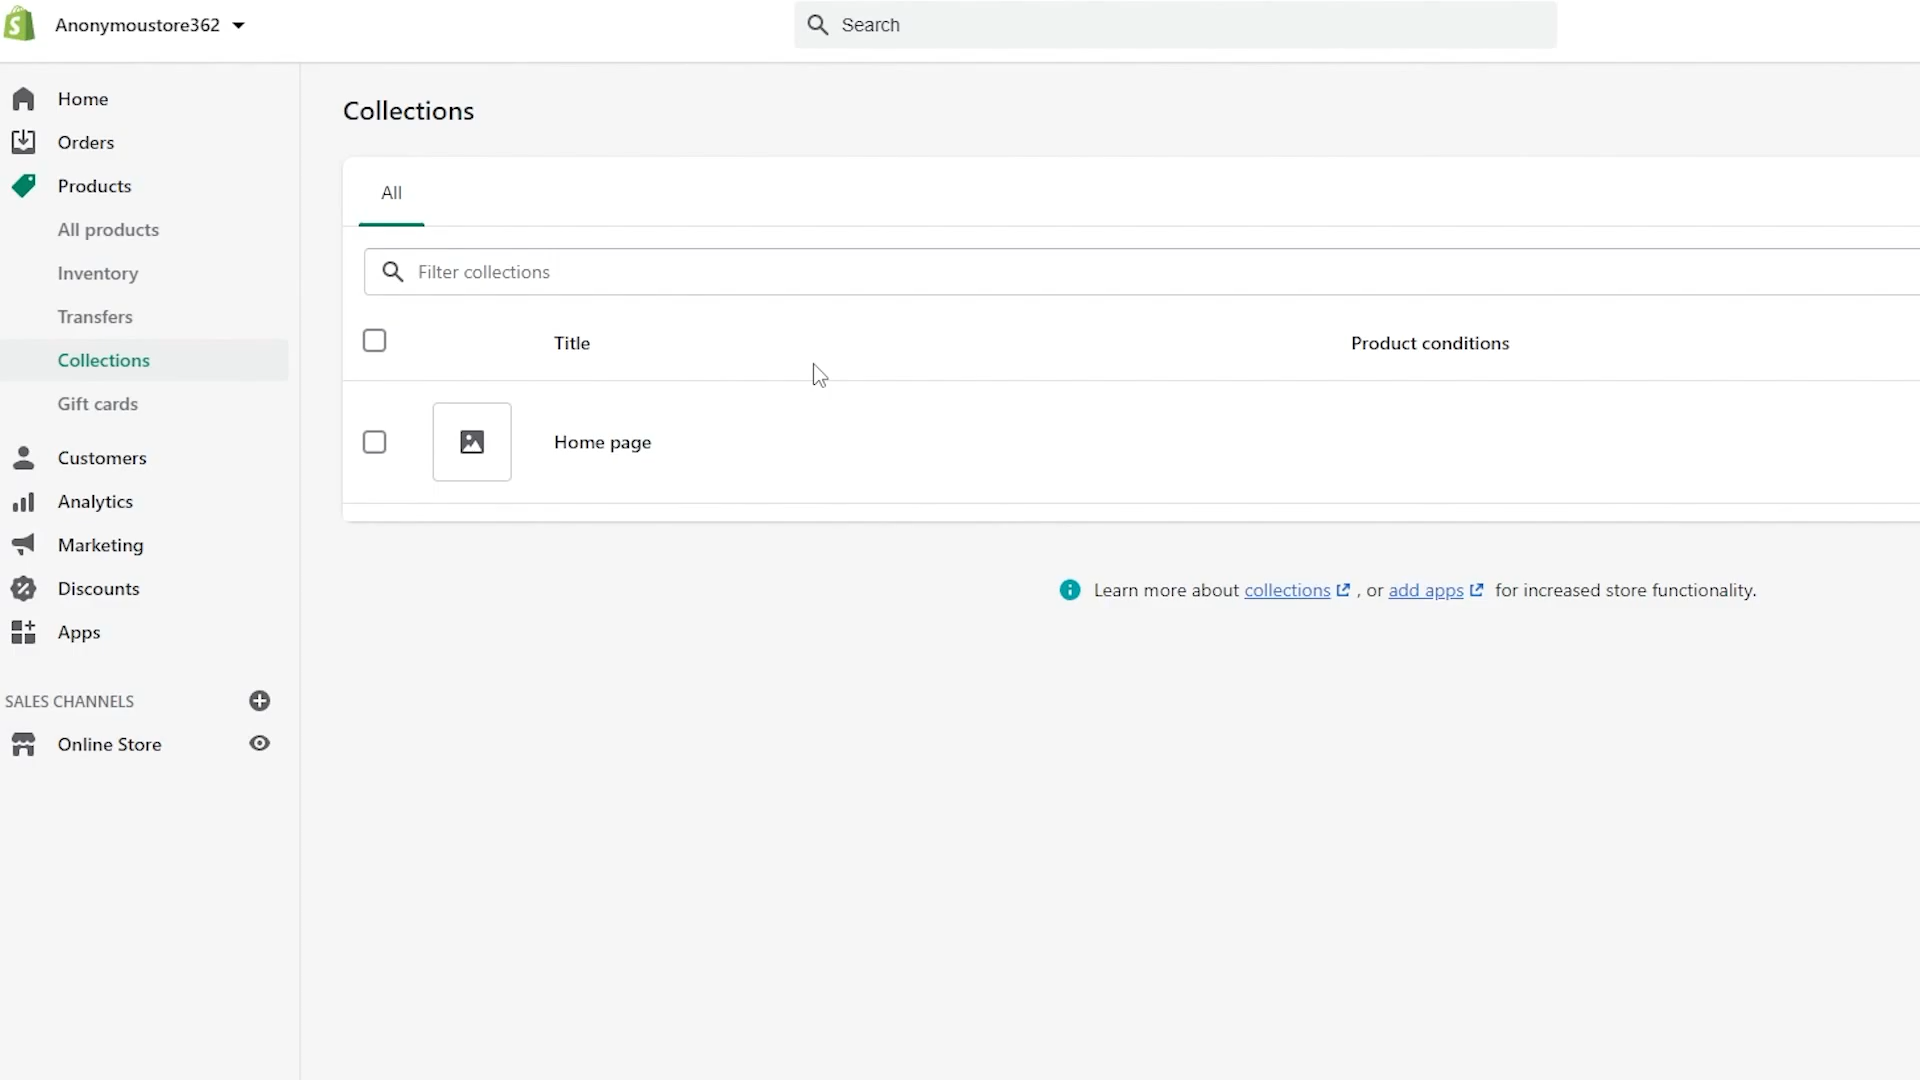 Anonymoustore362
Search
Home
Orders
Products
All products
Inventory
Transfers
Collections
Gift cards
Customers
Analytics
Marketing
Discounts
Apps
SALES CHANNELS
Online Store
Collections
All
Filter collections
Title Product conditions
Home page
Learn more about collections , or add apps for increased store functionality.